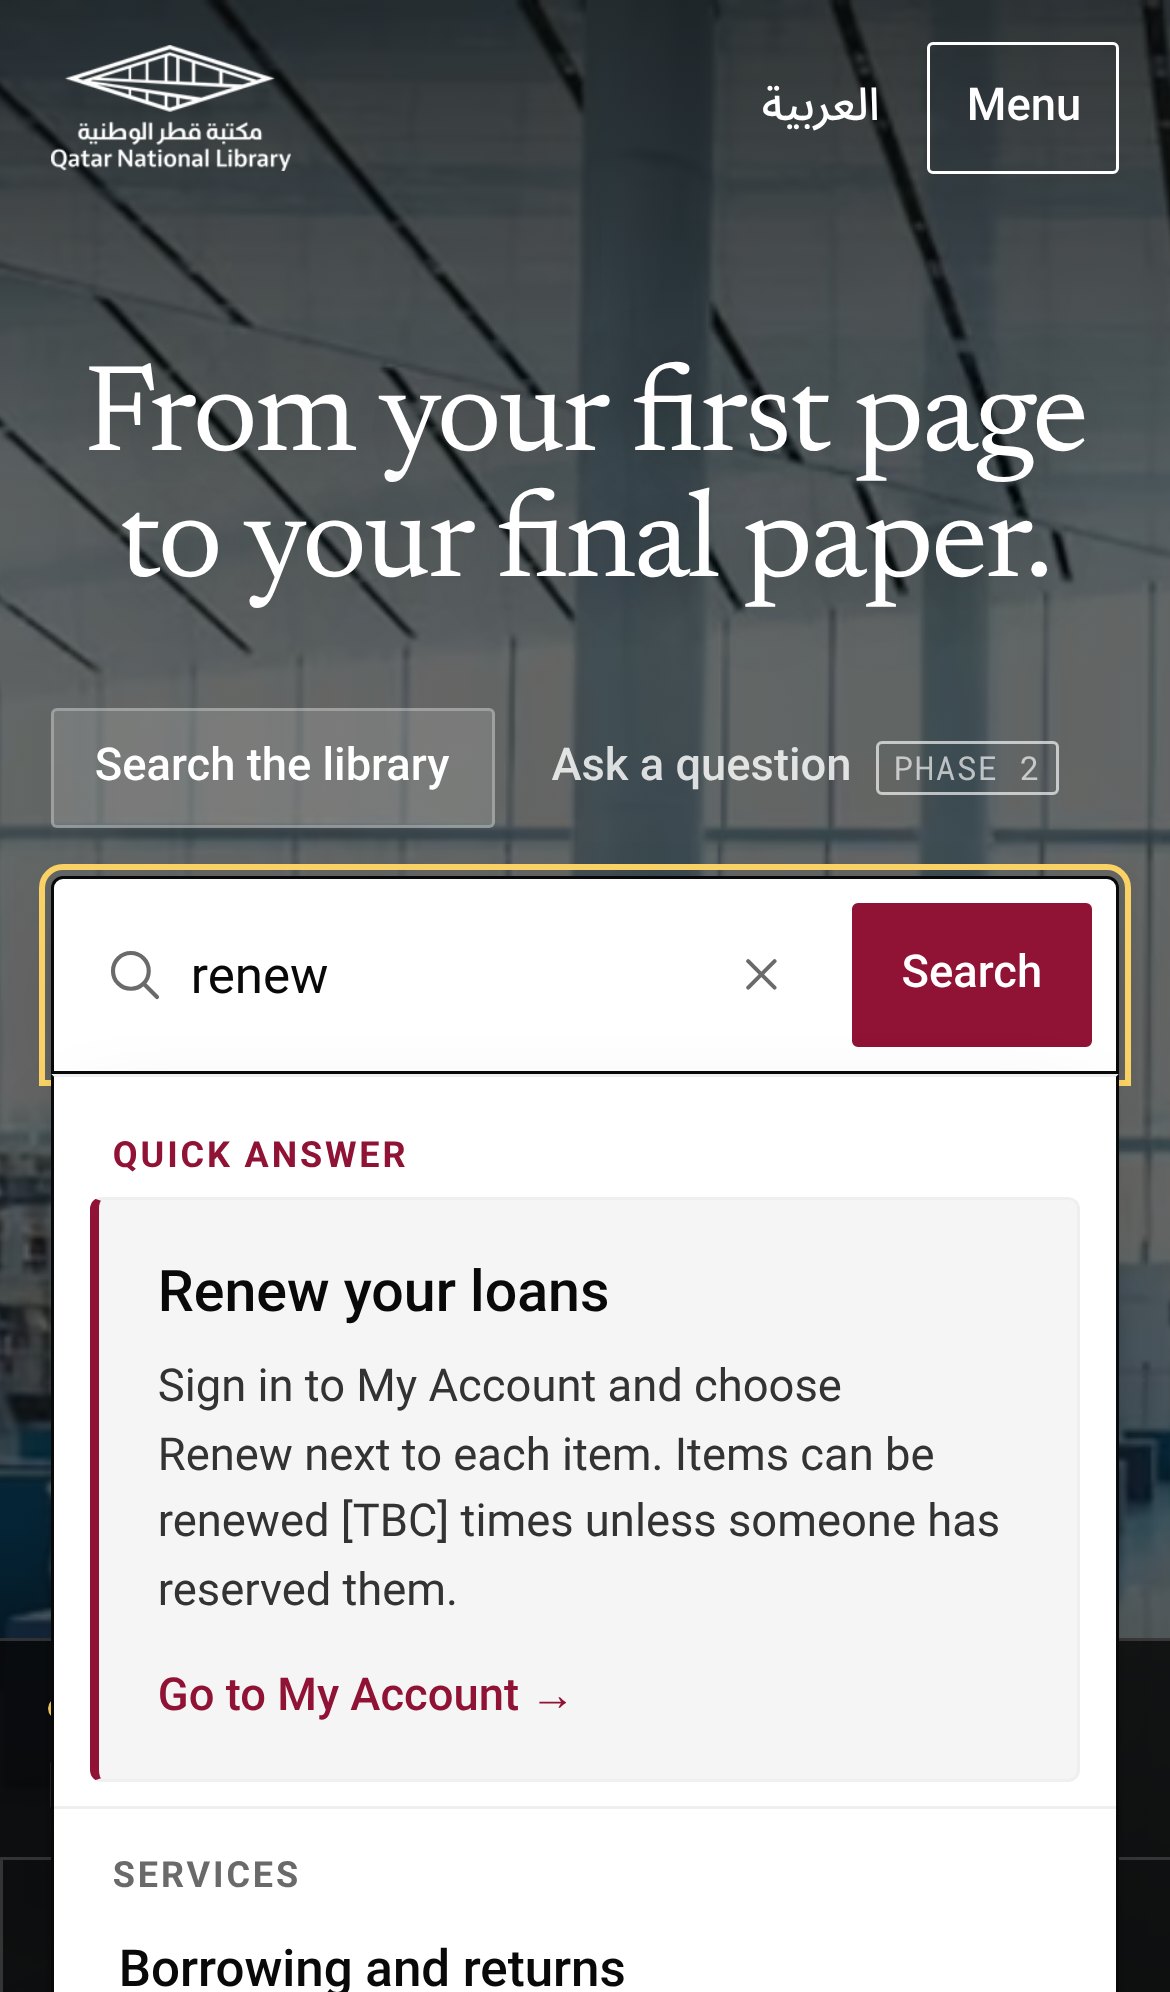 مكتبة قطر الوطنية
Qatar National Library
العربية
Menu
From your first page
to your final paper.
Search the library
Ask a question
PHASE 2
renew
Search
QUICK ANSWER
Renew your loans
Sign in to My Account and choose
Renew next to each item. Items can be
renewed [TBC] times unless someone has
reserved them.
Go to My Account →
SERVICES
Borrowing and returns